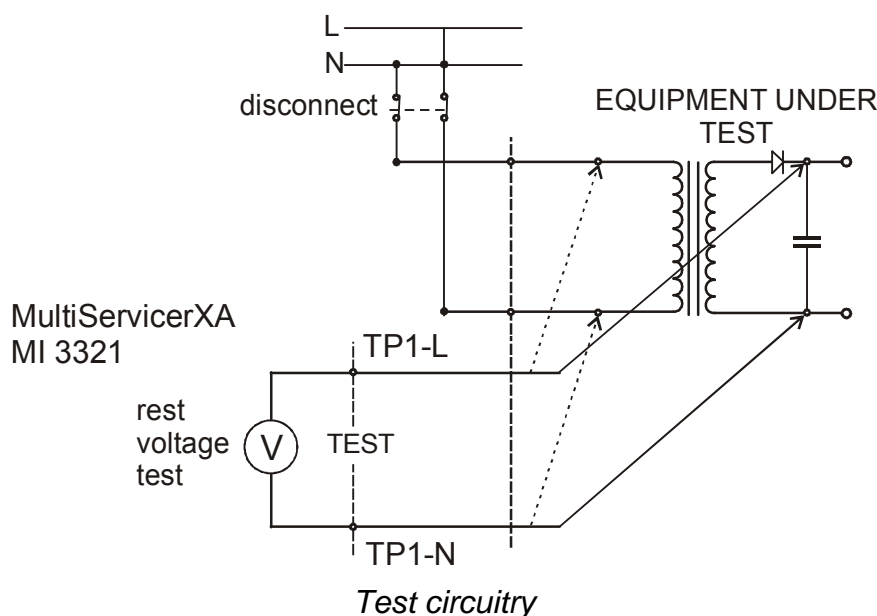 L
N
disconnect
EQUIPMENT UNDER
TEST
MultiServicerXA
MI 3321
TP1-L
rest
voltage
test
V
TEST
TP1-N
Test circuitry